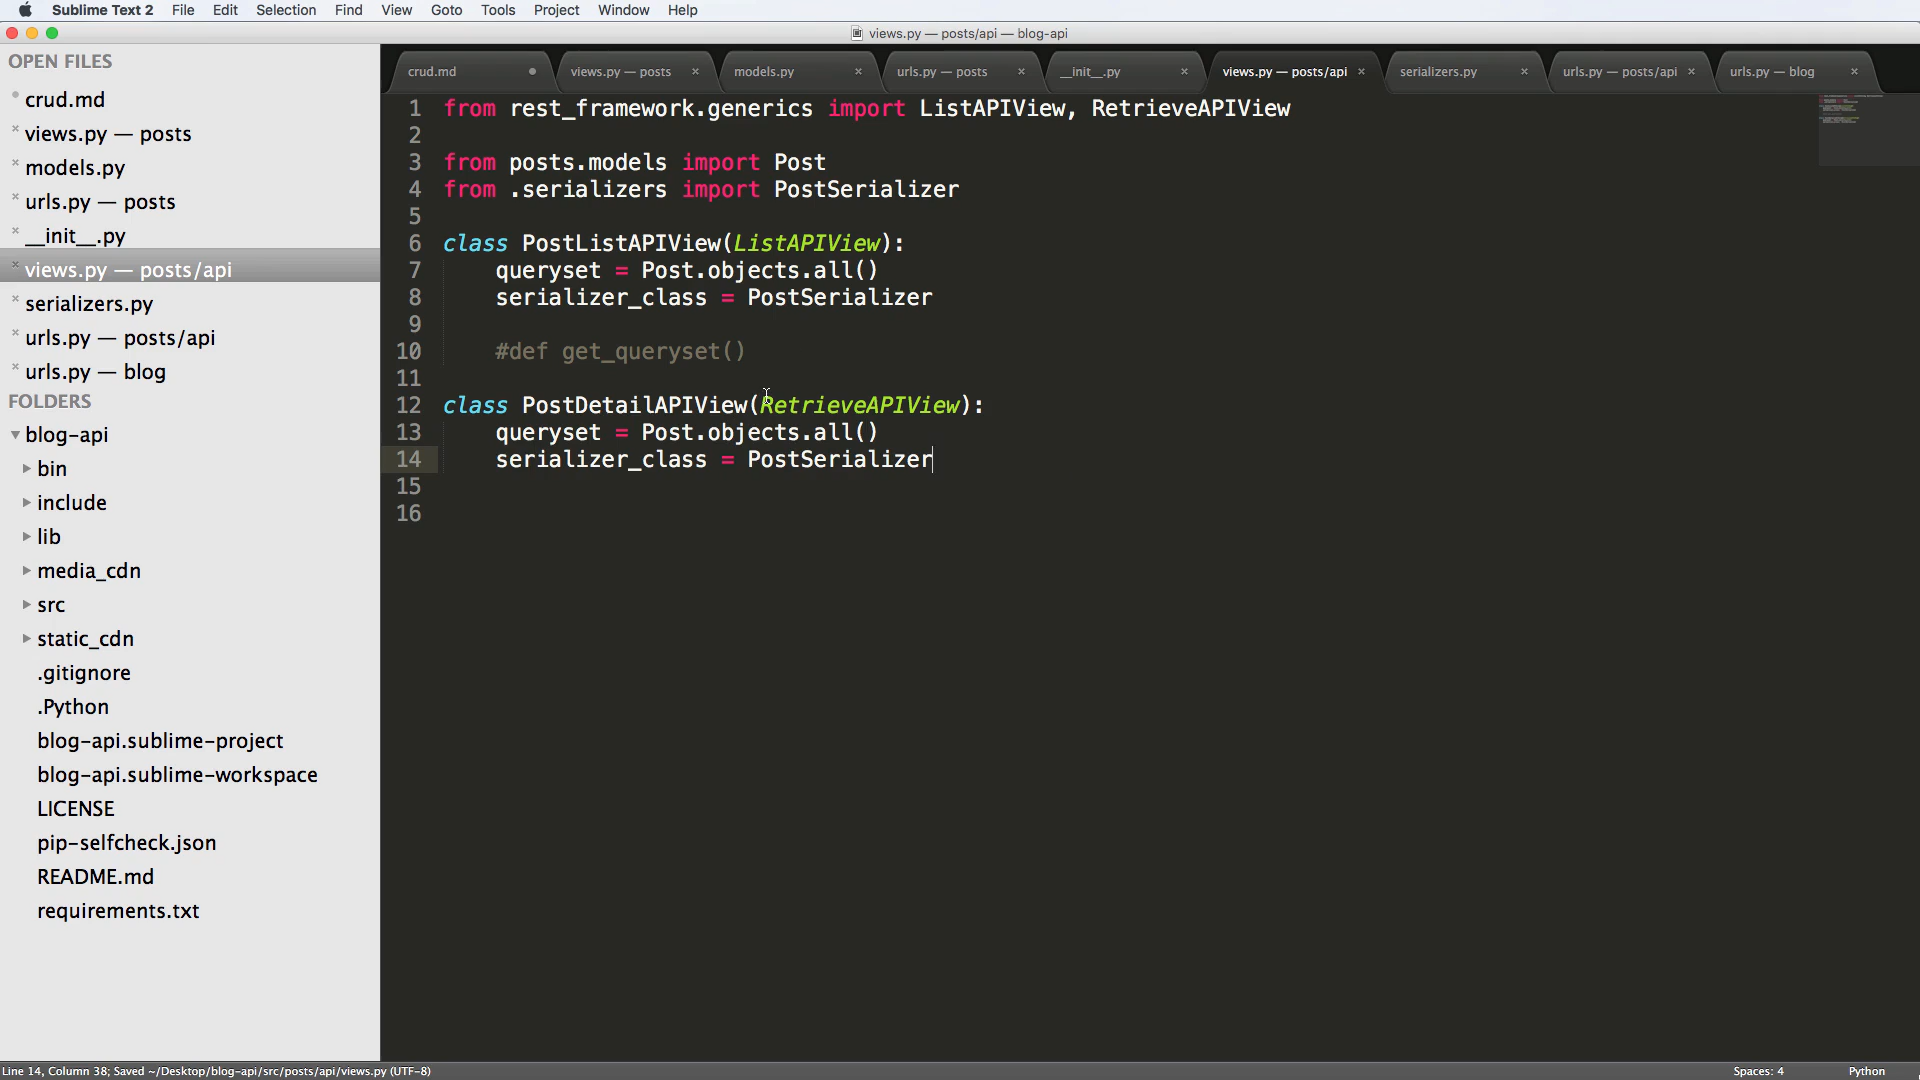 Sublime Text 2 File Edit Selection Find View Goto Tools Project Window Help
views.py — posts/api — blog-api
OPEN FILES
crud.md
views.py — posts
models.py
urls.py — posts
__init__.py
views.py — posts/api
serializers.py
urls.py — posts/api
urls.py — blog
FOLDERS
blog-api
bin
include
lib
media_cdn
src
static_cdn
.gitignore
.Python
blog-api.sublime-project
blog-api.sublime-workspace
LICENSE
pip-selfcheck.json
README.md
requirements.txt
crud.md views.py — posts models.py urls.py — posts __init__.py views.py — posts/api serializers.py urls.py — posts/api urls.py — blog
1 from rest_framework.generics import ListAPIView, RetrieveAPIView
2
3 from posts.models import Post
4 from .serializers import PostSerializer
5
6 class PostListAPIView(ListAPIView):
7 queryset = Post.objects.all()
8 serializer_class = PostSerializer
9
10 #def get_queryset()
11
12 class PostDetailAPIView(RetrieveAPIView):
13 queryset = Post.objects.all()
14 serializer_class = PostSerializer
15
16
Line 14, Column 38; Saved ~/Desktop/blog-api/src/posts/api/views.py (UTF-8) Spaces: 4 Python